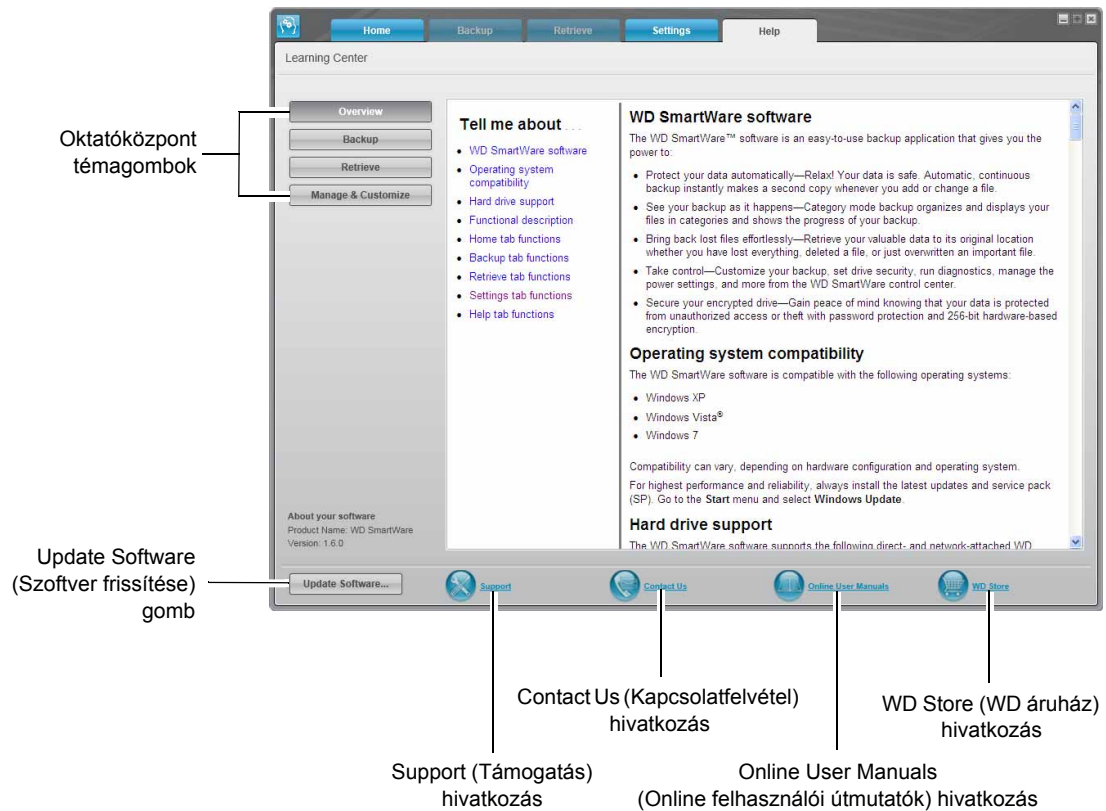 Home
Backup
Retrieve
Settings
Help
Learning Center
Oktatóközpont
témagombok
Overview
Backup
Retrieve
Manage & Customize
Tell me about . . .
• WD SmartWare software
• Operating system
compatibility
• Hard drive support
• Functional description
• Home tab functions
• Backup tab functions
• Retrieve tab functions
• Settings tab functions
• Help tab functions
WD SmartWare software
The WD SmartWare™ software is an easy-to-use backup application that gives you the
power to:
• Protect your data automatically—Relax! Your data is safe. Automatic, continuous
backup instantly makes a second copy whenever you add or change a file.
• See your backup as it happens—Category mode backup organizes and displays your
files in categories and shows the progress of your backup.
• Bring back lost files effortlessly—Retrieve your valuable data to its original location
whether you have lost everything, deleted a file, or just overwritten an important file.
• Take control—Customize your backup, set drive security, run diagnostics, manage the
power settings, and more from the WD SmartWare control center.
• Secure your encrypted drive—Gain peace of mind knowing that your data is protected
from unauthorized access or theft with password protection and 256-bit hardware-based
encryption.
Operating system compatibility
The WD SmartWare software is compatible with the following operating systems:
• Windows XP
• Windows Vista®
• Windows 7
Compatibility can vary, depending on hardware configuration and operating system.
For highest performance and reliability, always install the latest updates and service pack
(SP). Go to the Start menu and select Windows Update.
Hard drive support
The WD SmartWare software supports the following direct- and network-attached WD
About your software
Product Name: WD SmartWare
Version: 1.6.0
Update Software
(Szoftver frissítése)
gomb
Update Software...
Support
Contact Us
Online User Manuals
WD Store
Contact Us (Kapcsolatfelvétel)
hivatkozás
WD Store (WD áruház)
hivatkozás
Support (Támogatás)
hivatkozás
Online User Manuals
(Online felhasználói útmutatók) hivatkozás